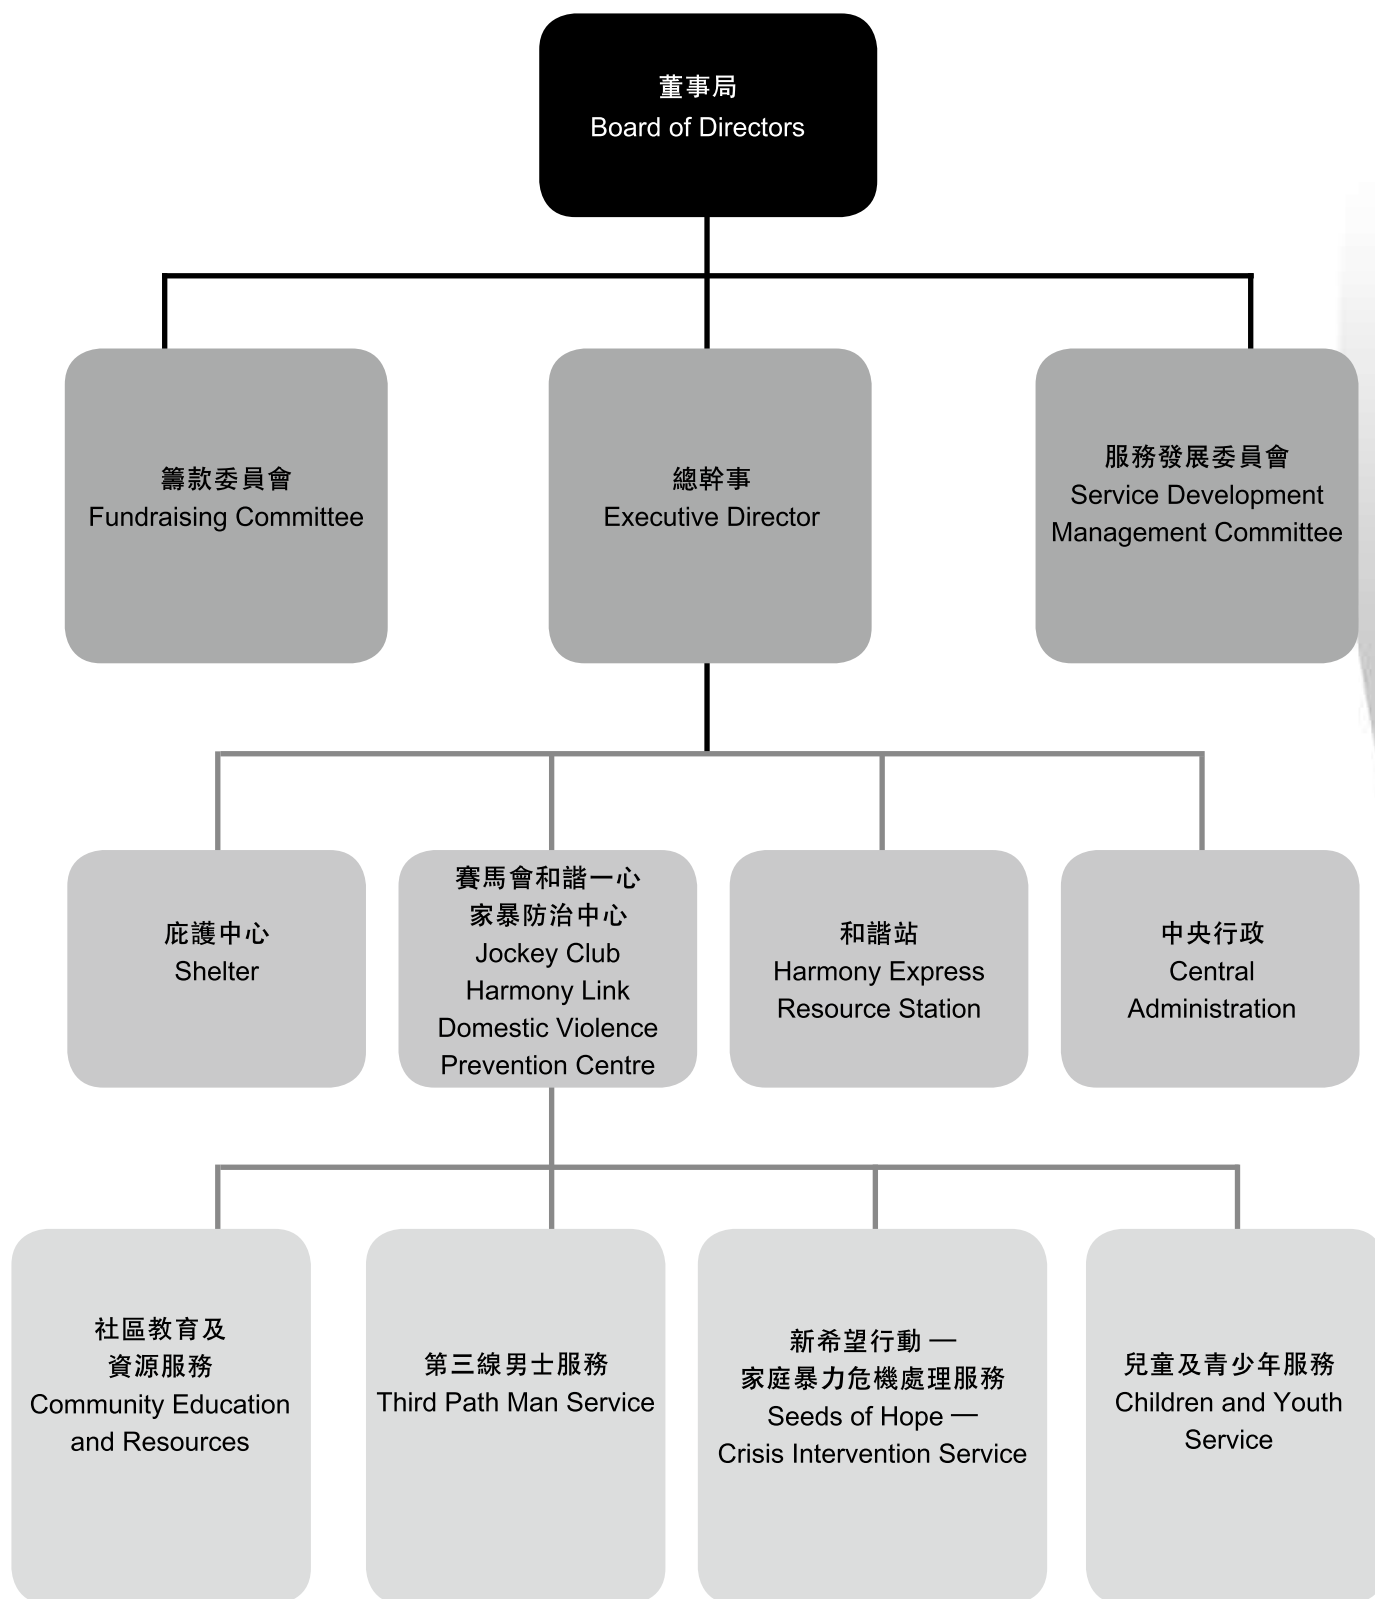 董事局
Board of Directors
籌款委員會
Fundraising Committee
總幹事
Executive Director
服務發展委員會
Service Development
Management Committee
庇護中心
Shelter
賽馬會和諧一心
家暴防治中心
Jockey Club
Harmony Link
Domestic Violence
Prevention Centre
和諧站
Harmony Express
Resource Station
中央行政
Central
Administration
社區教育及
資源服務
Community Education
and Resources
第三線男士服務
Third Path Man Service
新希望行動 —
家庭暴力危機處理服務
Seeds of Hope —
Crisis Intervention Service
兒童及青少年服務
Children and Youth
Service